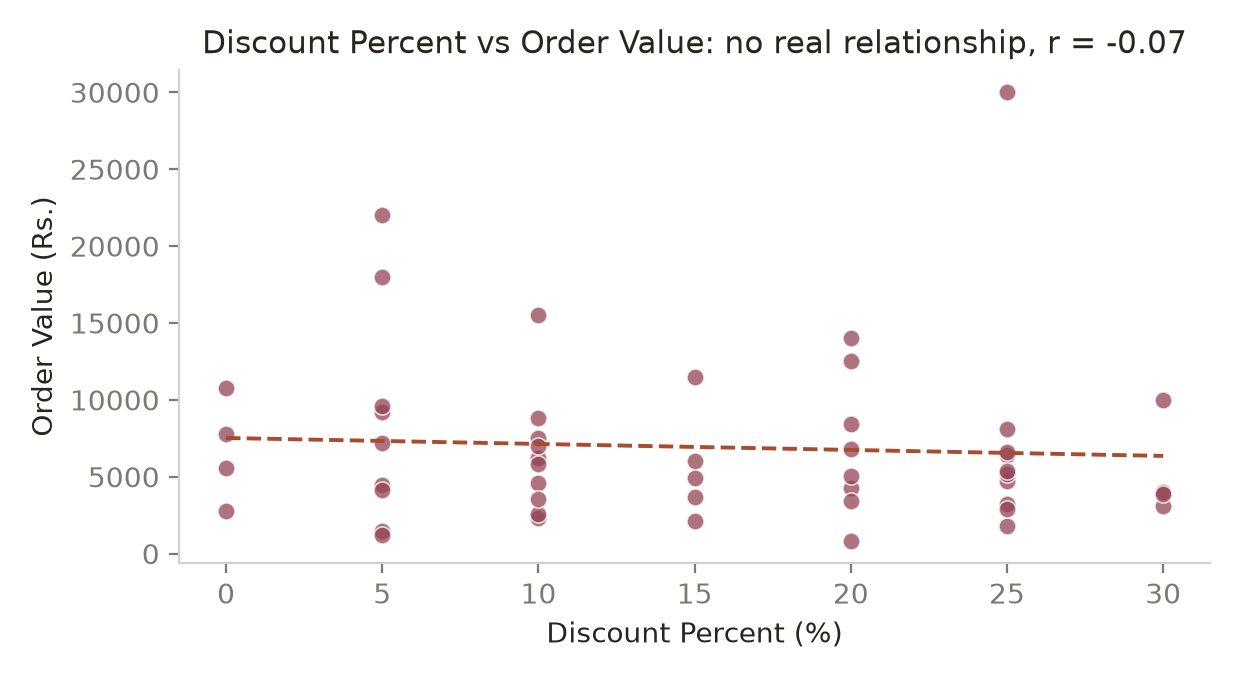 Discount Percent vs Order Value: no real relationship, r = -0.07
Order Value (Rs.)
30000
25000
20000
15000
10000
5000
0
0 5 10 15 20 25 30
Discount Percent (%)